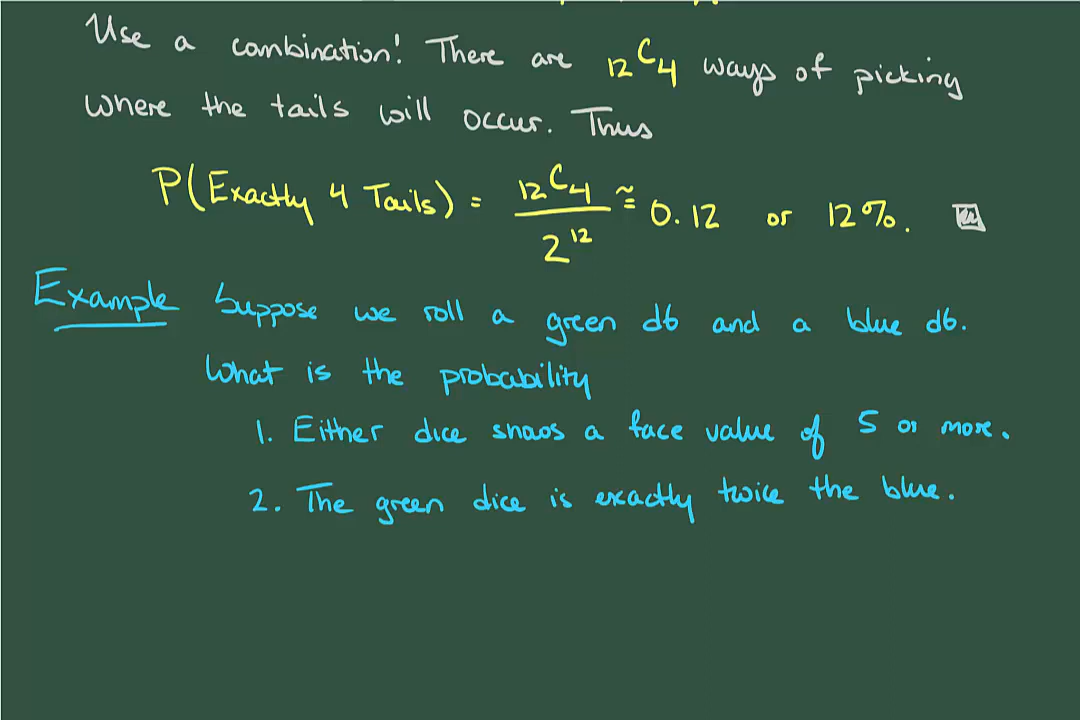 Use a combination! There are 12C4 ways of picking
where the tails will occur. Thus
P(Exactly 4 Tails) = 12C4 / 2^12 ≅ 0.12 or 12%.
Example Suppose we roll a green d6 and a blue d6.
What is the probability
1. Either dice shows a face value of 5 or more.
2. The green dice is exactly twice the blue.